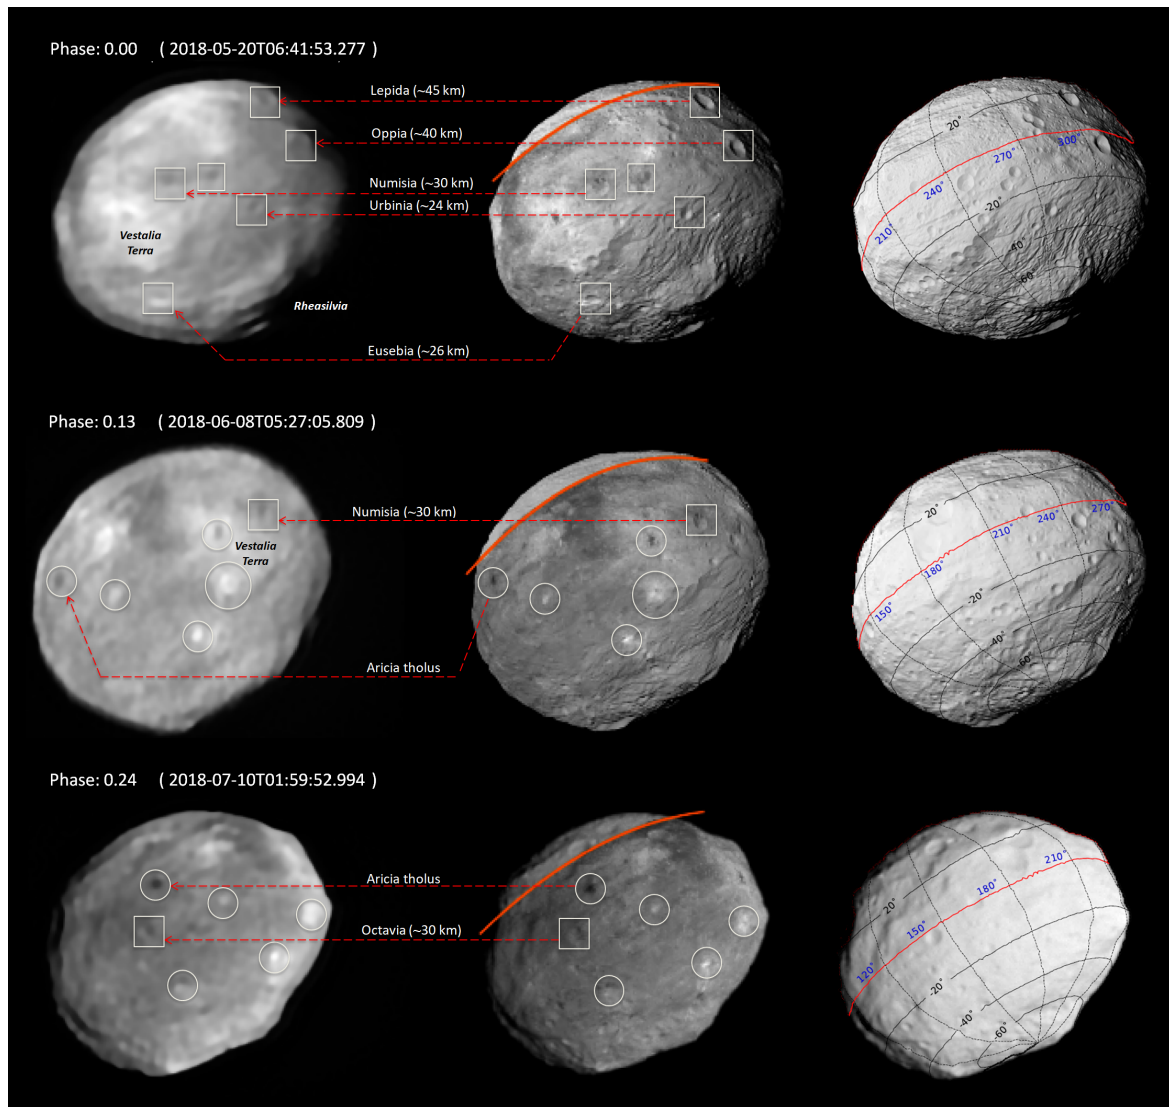 Phase: 0.00 ( 2018-05-20T06:41:53.277 )
Lepida (~45 km)
Oppia (~40 km)
Numisia (~30 km)
Urbinia (~24 km)
Vestalia
Terra
Rheasilvia
Eusebia (~26 km)
20°
300°
270°
240°
-20°
210°
-40°
-60°
Phase: 0.13 ( 2018-06-08T05:27:05.809 )
Numisia (~30 km)
Vestalia
Terra
Aricia tholus
20°
270°
240°
210°
180°
-20°
150°
-40°
-60°
Phase: 0.24 ( 2018-07-10T01:59:52.994 )
Aricia tholus
Octavia (~30 km)
210°
180°
20°
150°
120°
-20°
-40°
-60°